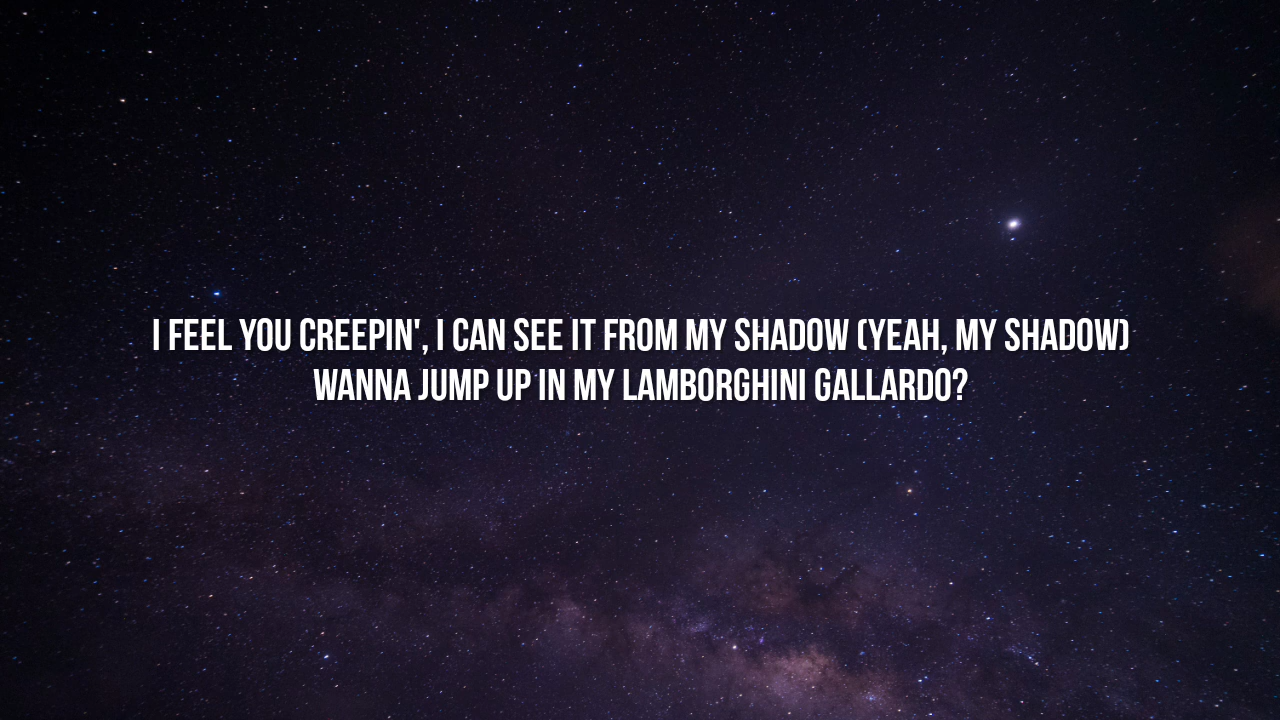 I FEEL YOU CREEPIN', I CAN SEE IT FROM MY SHADOW (YEAH, MY SHADOW)
WANNA JUMP UP IN MY LAMBORGHINI GALLARDO?